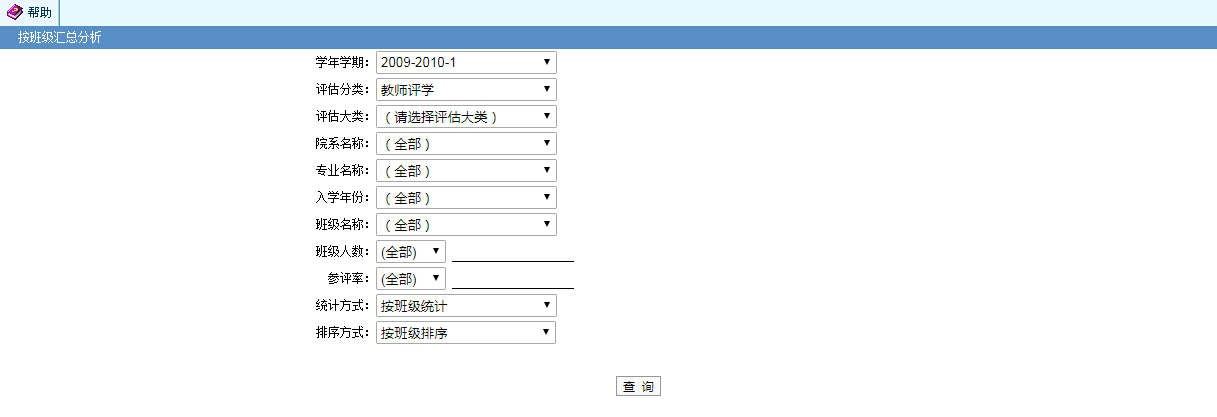 帮助
按班级汇总分析
学年学期： 2009-2010-1
评估分类： 教师评学
评估大类： （请选择评估大类）
院系名称： （全部）
专业名称： （全部）
入学年份： （全部）
班级名称： （全部）
班级人数： (全部)
参评率： (全部)
统计方式： 按班级统计
排序方式： 按班级排序
查 询